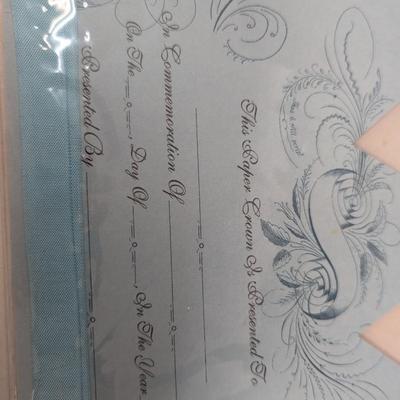 This Paper Crown Is Presented To
In Commemoration Of
On The Day Of , In The Year
Presented By